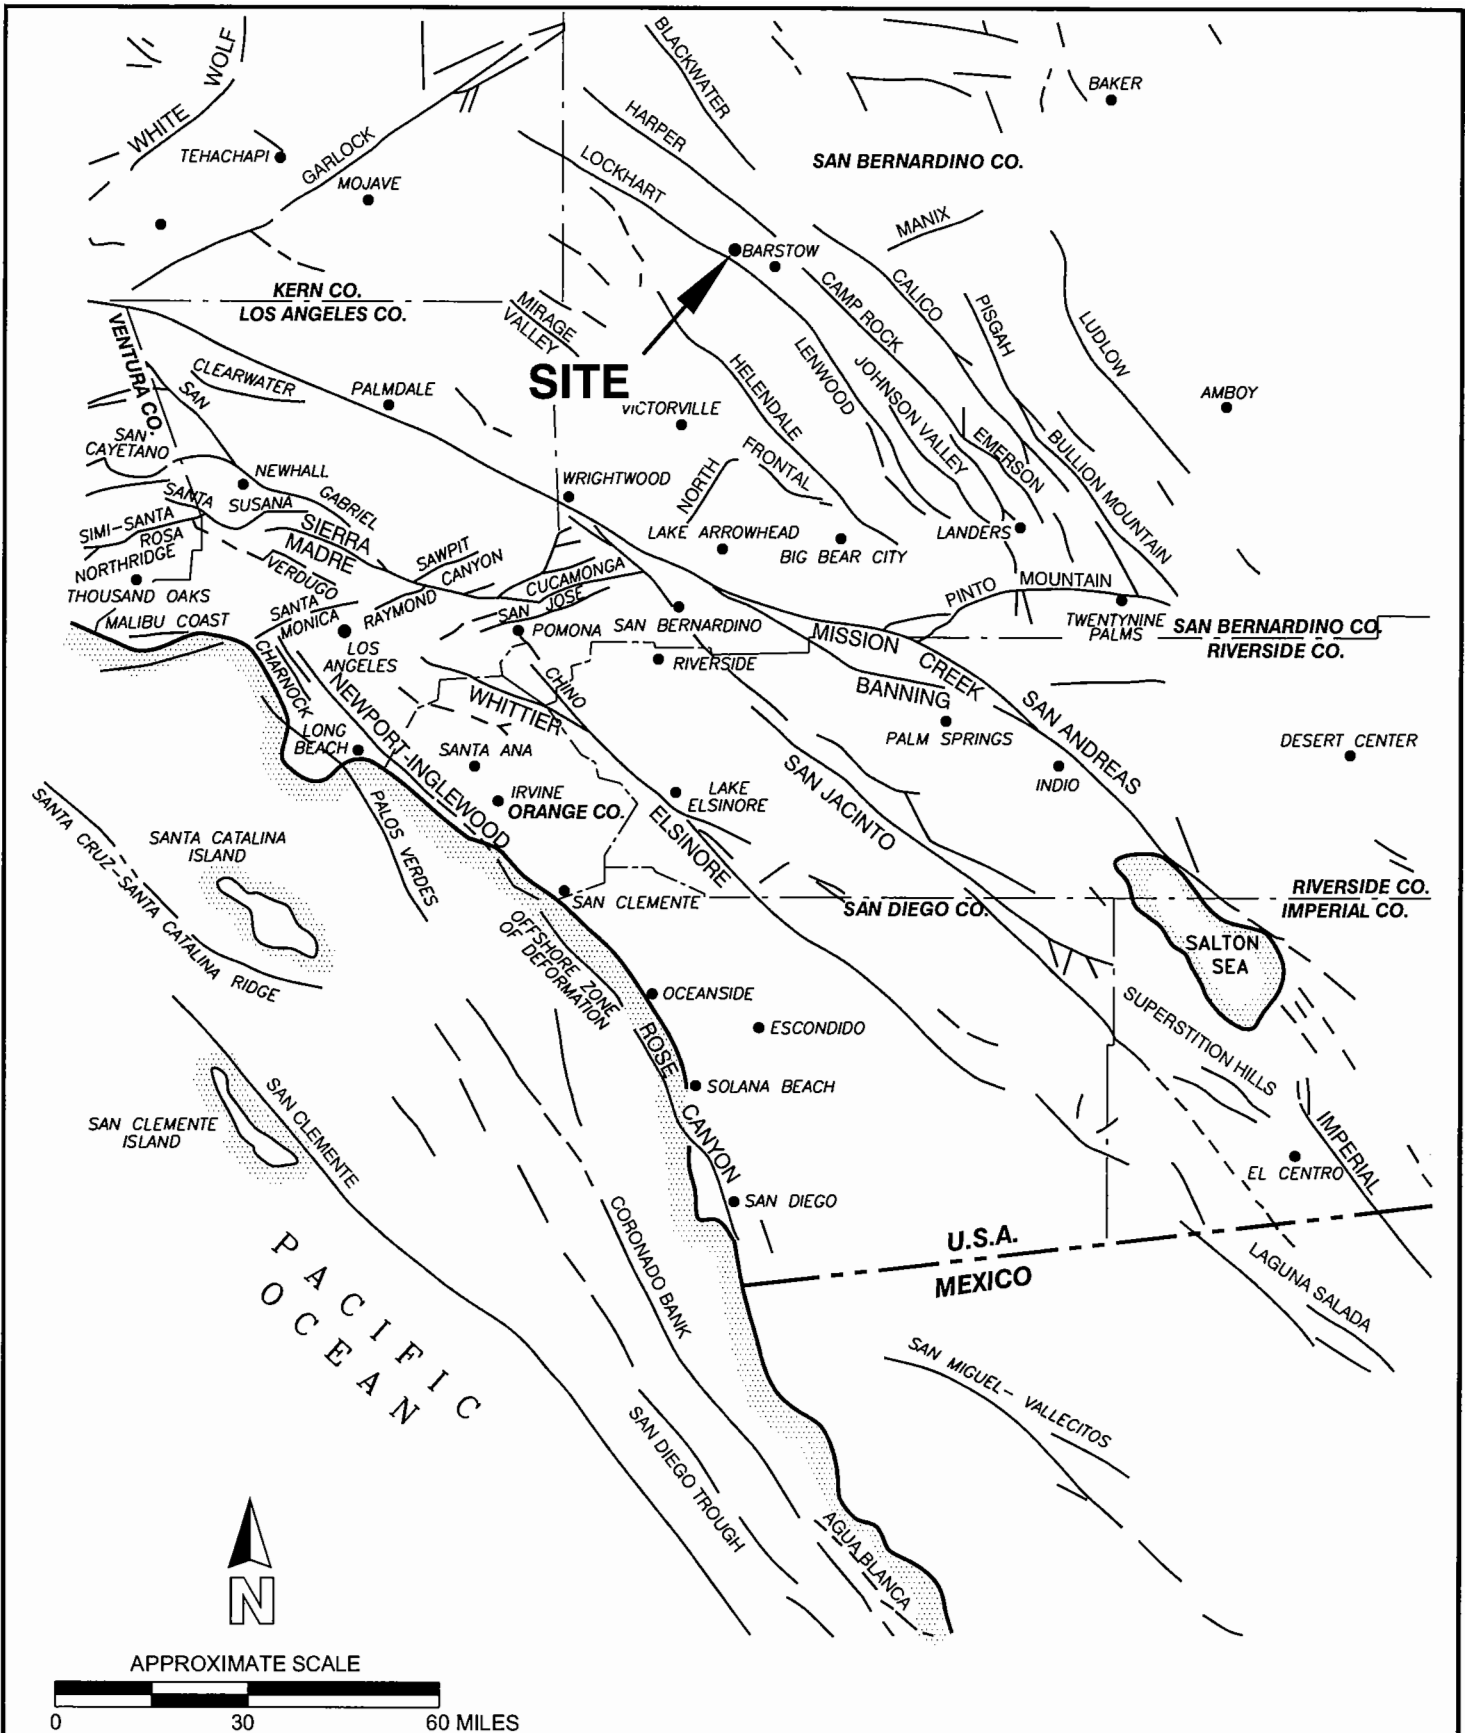 BLACKWATER
WHITE WOLF
BAKER
HARPER
TEHACHAPI
GARLOCK
LOCKHART
SAN BERNARDINO CO.
MOJAVE
MANIX
BARSTOW
KERN CO.
LOS ANGELES CO.
MIRAGE
VALLEY
CAMP ROCK
CALICO
PISGAH
LUDLOW
VENTURA CO.
CLEARWATER
SAN GABRIEL
PALMDALE
SITE
HELENDALE
LENWOOD
JOHNSON VALLEY
AMBOY
VICTORVILLE
SAN
CAYETANO
EMERSON
BULLION MOUNTAIN
NEWHALL
WRIGHTWOOD
NORTH FRONTAL
SANTA SUSANA
SIMI-SANTA
ROSA
SIERRA
MADRE
LAKE ARROWHEAD
LANDERS
BIG BEAR CITY
NORTHRIDGE
VERDUGO
SAWPIT
CANYON
CUCAMONGA
PINTO MOUNTAIN
THOUSAND OAKS
SANTA
MONICA
RAYMOND
SAN JOSE
MALIBU COAST
POMONA
SAN BERNARDINO
TWENTYNINE
PALMS
SAN BERNARDINO CO.
RIVERSIDE CO.
LOS
ANGELES
RIVERSIDE
MISSION CREEK
CHARNOCK
CHINO
WHITTIER
BANNING
SAN ANDREAS
NEWPORT-INGLEWOOD
LONG
BEACH
SANTA ANA
PALM SPRINGS
DESERT CENTER
INDIO
SAN JACINTO
IRVINE
ORANGE CO.
LAKE
ELSINORE
ELSINORE
SANTA CRUZ-SANTA CATALINA RIDGE
SANTA CATALINA
ISLAND
PALOS VERDES
SAN CLEMENTE
SAN DIEGO CO.
RIVERSIDE CO.
IMPERIAL CO.
OFFSHORE ZONE
OF DEFORMATION
SALTON
SEA
OCEANSIDE
ESCONDIDO
SUPERSTITION HILLS
ROSE CANYON
SOLANA BEACH
SAN CLEMENTE
SAN CLEMENTE
ISLAND
IMPERIAL
EL CENTRO
SAN DIEGO
CORONADO BANK
U.S.A.
MEXICO
LAGUNA SALADA
PACIFIC
OCEAN
SAN MIGUEL-VALLECITOS
SAN DIEGO TROUGH
AGUA BLANCA
N
APPROXIMATE SCALE
0 30 60 MILES